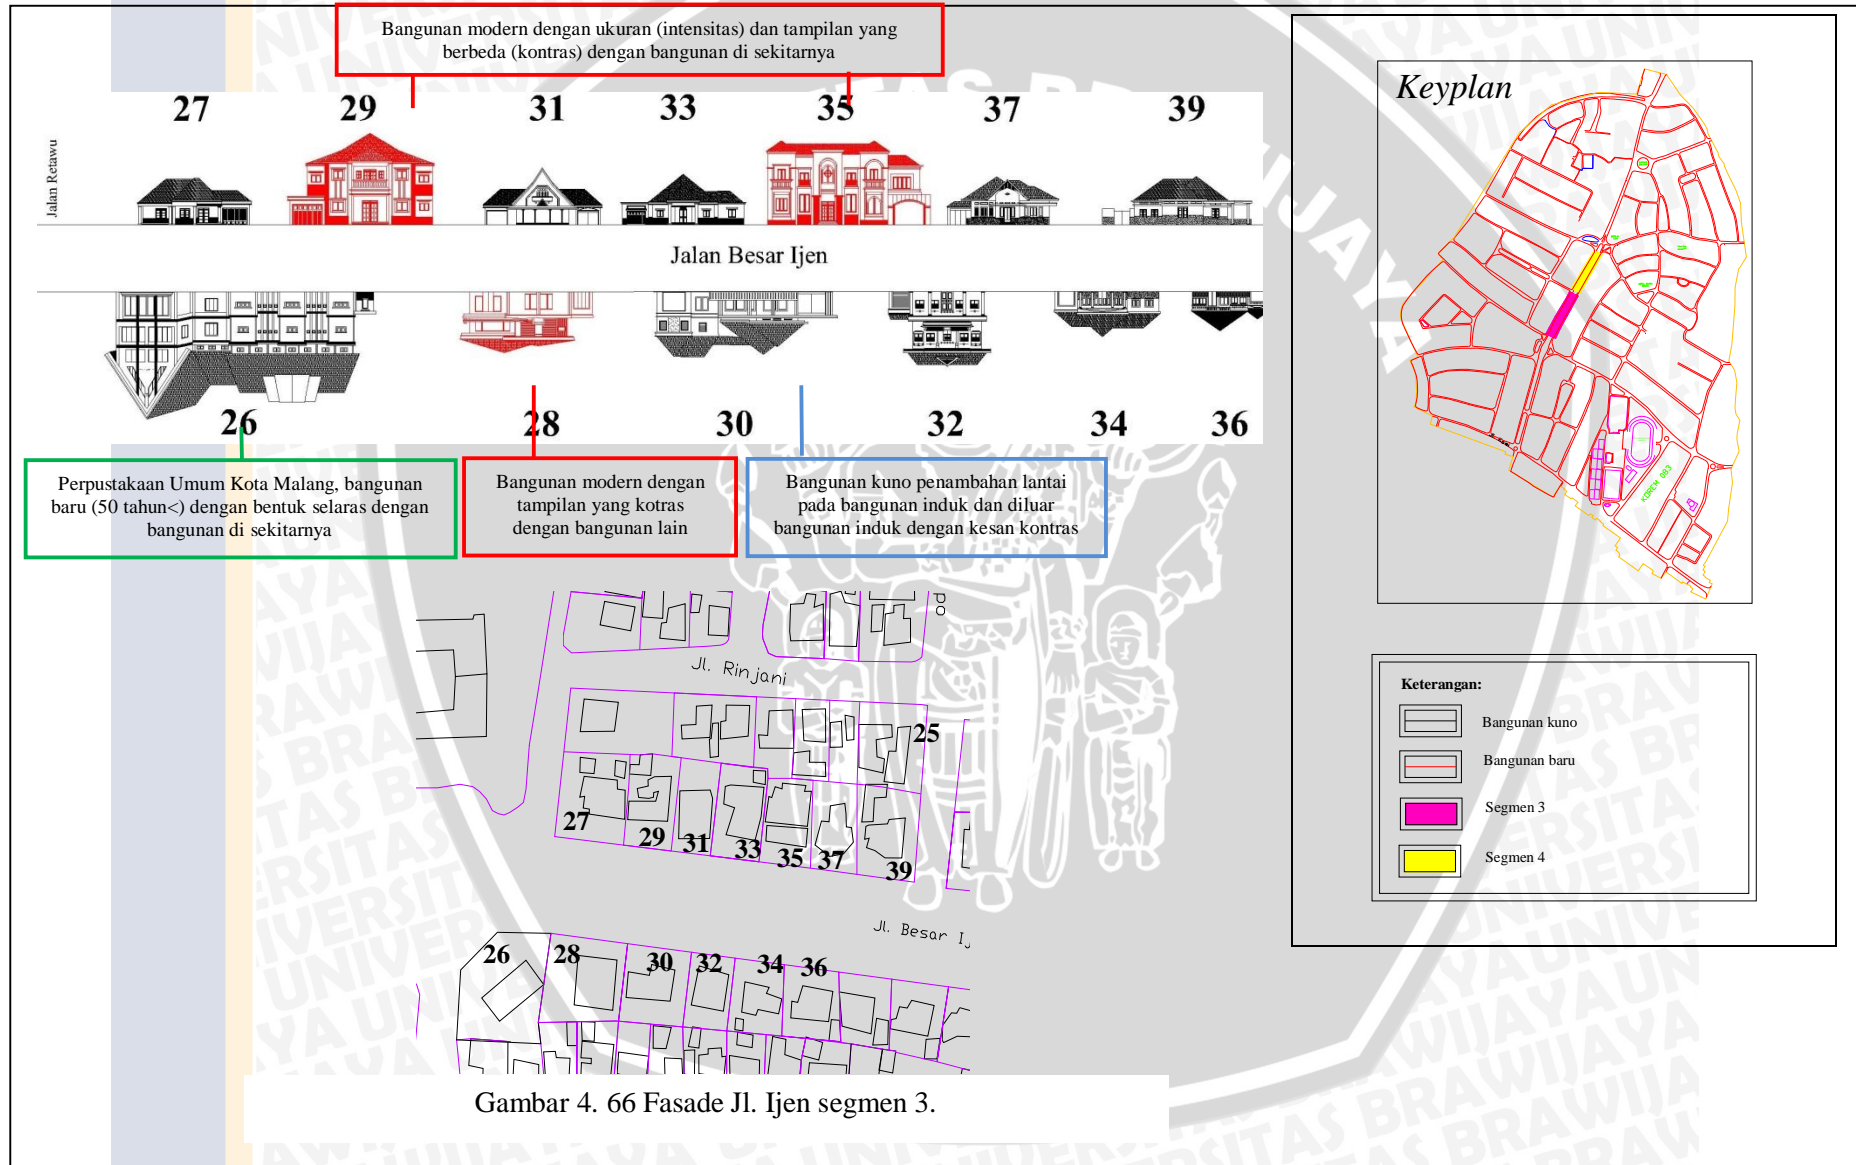 Bangunan modern dengan ukuran (intensitas) dan tampilan yang
berbeda (kontras) dengan bangunan di sekitarnya
27 29 31 33 35 37 39
Jalan Retawu
Jalan Besar Ijen
26 28 30 32 34 36
Perpustakaan Umum Kota Malang, bangunan
baru (50 tahun<) dengan bentuk selaras dengan
bangunan di sekitarnya
Bangunan modern dengan
tampilan yang kotras
dengan bangunan lain
Bangunan kuno penambahan lantai
pada bangunan induk dan diluar
bangunan induk dengan kesan kontras
Jl. Rinjani
po
25
27 29 31 33 35 37 39
Jl. Besar Ij
26 28 30 32 34 36
Gambar 4. 66 Fasade Jl. Ijen segmen 3.
Keyplan
KOREM 083
Keterangan:
Bangunan kuno
Bangunan baru
Segmen 3
Segmen 4